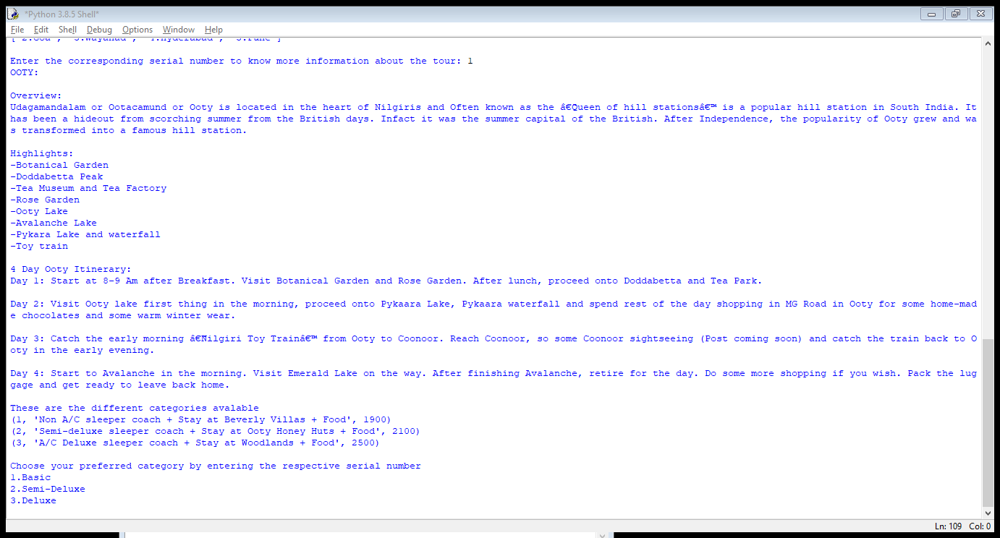 *Python 3.8.5 Shell*
File Edit Shell Debug Options Window Help
Enter the corresponding serial number to know more information about the tour: 1
OOTY:
Overview:
Udagamandalam or Ootacamund or Ooty is located in the heart of Nilgiris and Often known as the â€Queen of hill stationsâ€™ is a popular hill station in South India. It
has been a hideout from scorching summer from the British days. Infact it was the summer capital of the British. After Independence, the popularity of Ooty grew and wa
s transformed into a famous hill station.
Highlights:
-Botanical Garden
-Doddabetta Peak
-Tea Museum and Tea Factory
-Rose Garden
-Ooty Lake
-Avalanche Lake
-Pykara Lake and waterfall
-Toy train
4 Day Ooty Itinerary:
Day 1: Start at 8-9 Am after Breakfast. Visit Botanical Garden and Rose Garden. After lunch, proceed onto Doddabetta and Tea Park.
Day 2: Visit Ooty lake first thing in the morning, proceed onto Pykaara Lake, Pykaara waterfall and spend rest of the day shopping in MG Road in Ooty for some home-mad
e chocolates and some warm winter wear.
Day 3: Catch the early morning â€Nilgiri Toy Trainâ€™ from Ooty to Coonoor. Reach Coonoor, so some Coonoor sightseeing (Post coming soon) and catch the train back to O
oty in the early evening.
Day 4: Start to Avalanche in the morning. Visit Emerald Lake on the way. After finishing Avalanche, retire for the day. Do some more shopping if you wish. Pack the lug
gage and get ready to leave back home.
These are the different categories avalable
(1, 'Non A/C sleeper coach + Stay at Beverly Villas + Food', 1900)
(2, 'Semi-deluxe sleeper coach + Stay at Ooty Honey Huts + Food', 2100)
(3, 'A/C Deluxe sleeper coach + Stay at Woodlands + Food', 2500)
Choose your preferred category by entering the respective serial number
1.Basic
2.Semi-Deluxe
3.Deluxe
Ln: 109 Col: 0